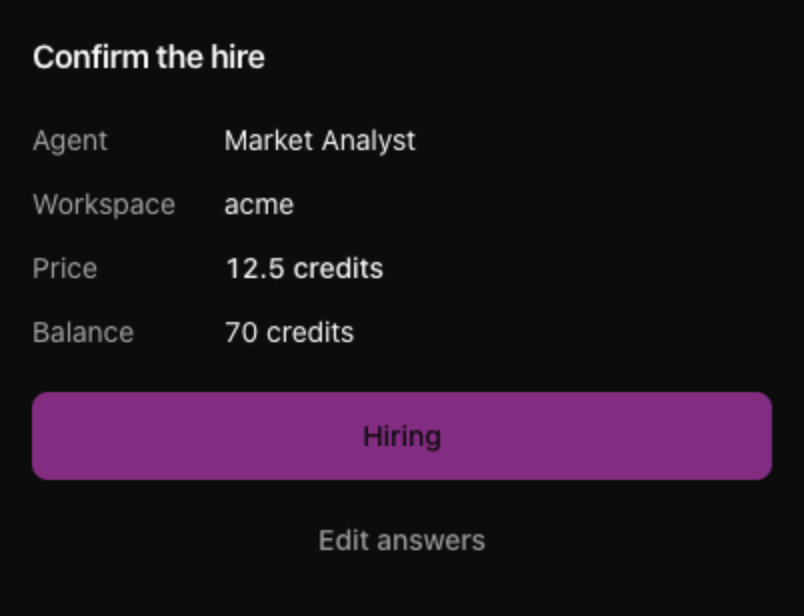 Confirm the hire
Agent Market Analyst
Workspace acme
Price 12.5 credits
Balance 70 credits
Hiring
Edit answers